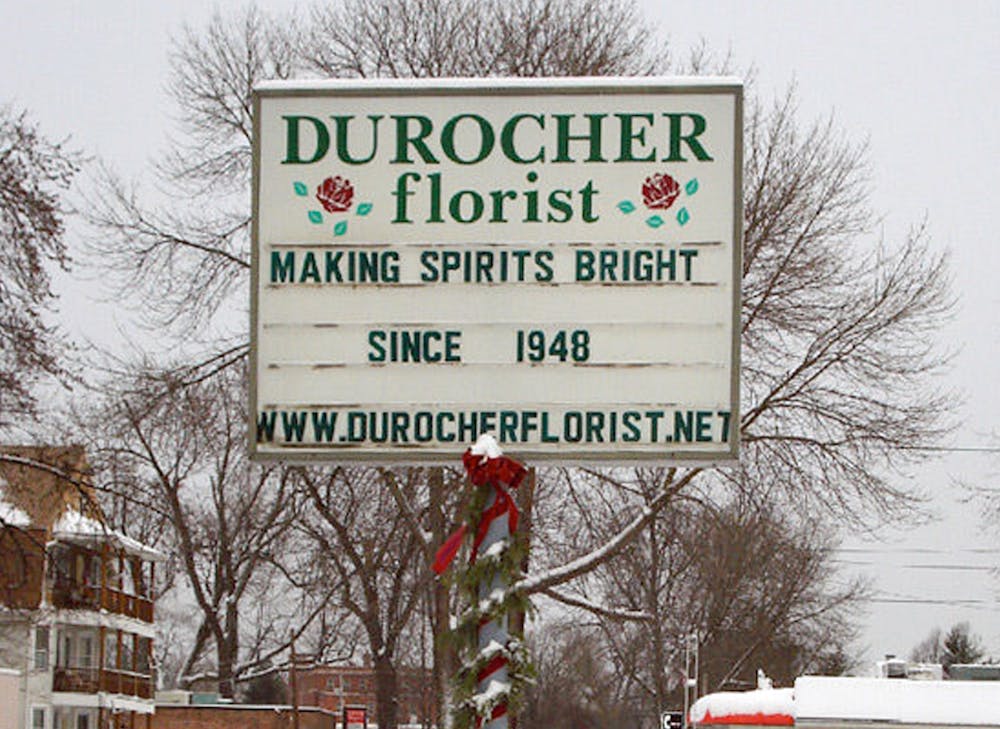 DUROCHER
florist
MAKING SPIRITS BRIGHT
SINCE 1948
WWW.DUROCHERFLORIST.NET